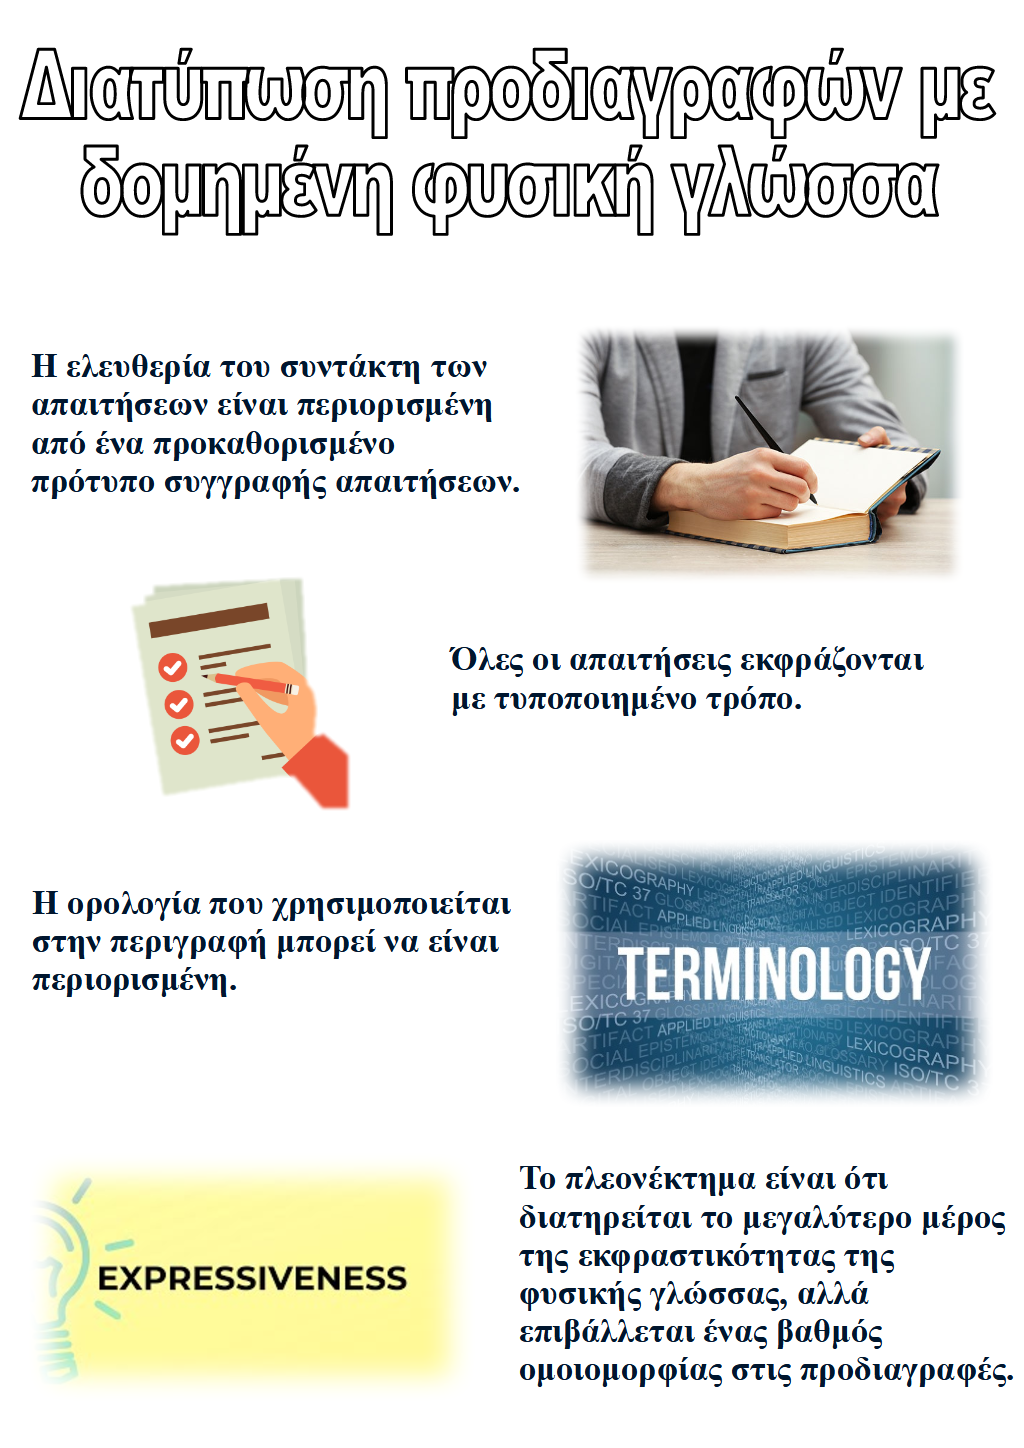 Διατύπωση προδιαγραφών με
δομημένη φυσική γλώσσα
Η ελευθερία του συντάκτη των
απαιτήσεων είναι περιορισμένη
από ένα προκαθορισμένο
πρότυπο συγγραφής απαιτήσεων.
Όλες οι απαιτήσεις εκφράζονται
με τυποποιημένο τρόπο.
Η ορολογία που χρησιμοποιείται
στην περιγραφή μπορεί να είναι
περιορισμένη.
TERMINOLOGY
EXPRESSIVENESS
Το πλεονέκτημα είναι ότι
διατηρείται το μεγαλύτερο μέρος
της εκφραστικότητας της
φυσικής γλώσσας, αλλά
επιβάλλεται ένας βαθμός
ομοιομορφίας στις προδιαγραφές.